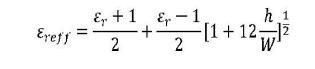 ε_reff = (ε_r + 1)/2 + (ε_r − 1)/2 [1 + 12 h/W]^(1/2)